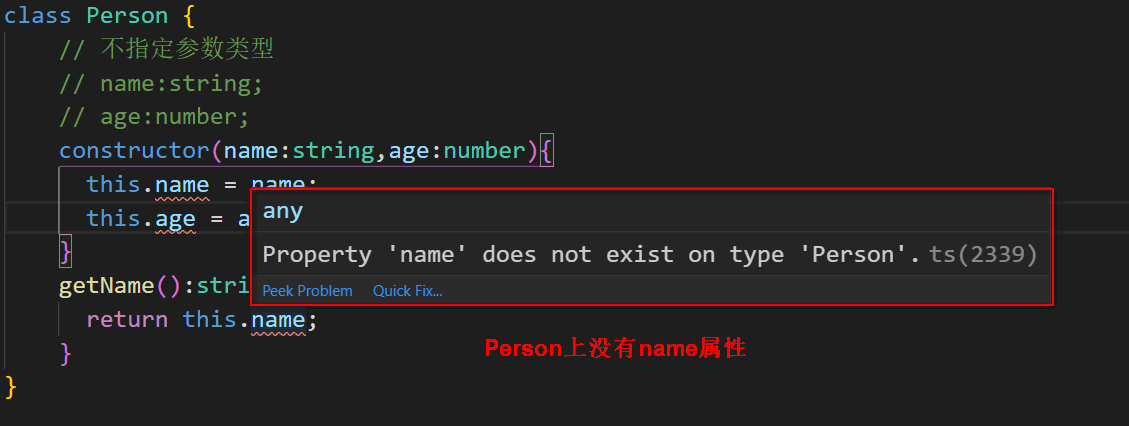 class Person {
// 不指定参数类型
// name:string;
// age:number;
constructor(name:string,age:number){
this.name = name;
this.age = a
any
Property 'name' does not exist on type 'Person'. ts(2339)
}
getName():stri
Peek Problem Quick Fix...
return this.name;
Person上没有name属性
}
}